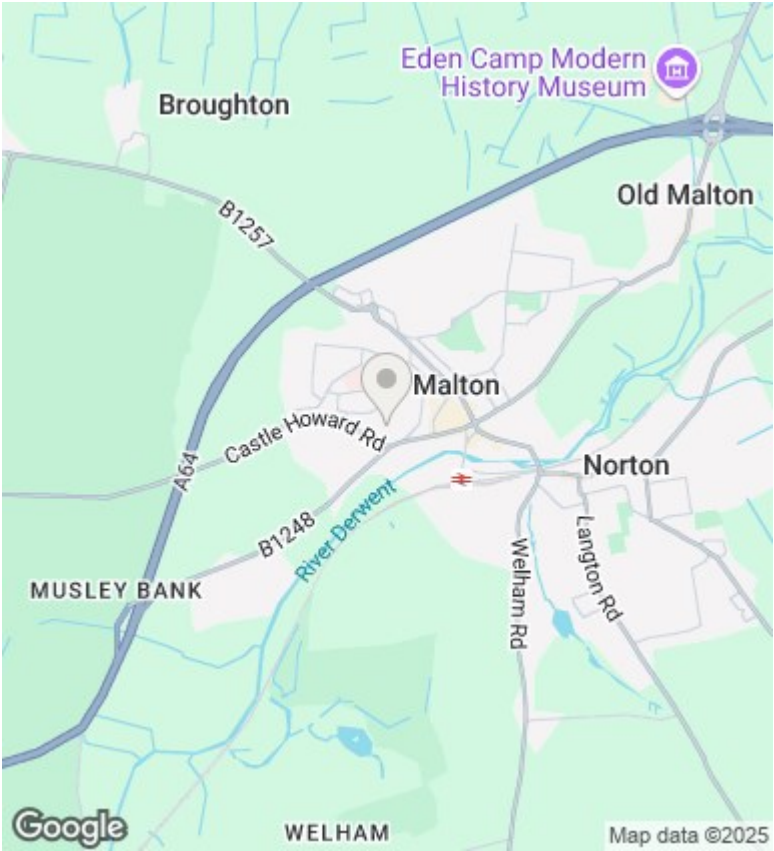 Eden Camp Modern
History Museum
Broughton
Old Malton
B1257
Malton
Castle Howard Rd
A64
Norton
B1248
River Derwent
Langton Rd
Welham Rd
MUSLEY BANK
WELHAM
Google
Map data ©2025